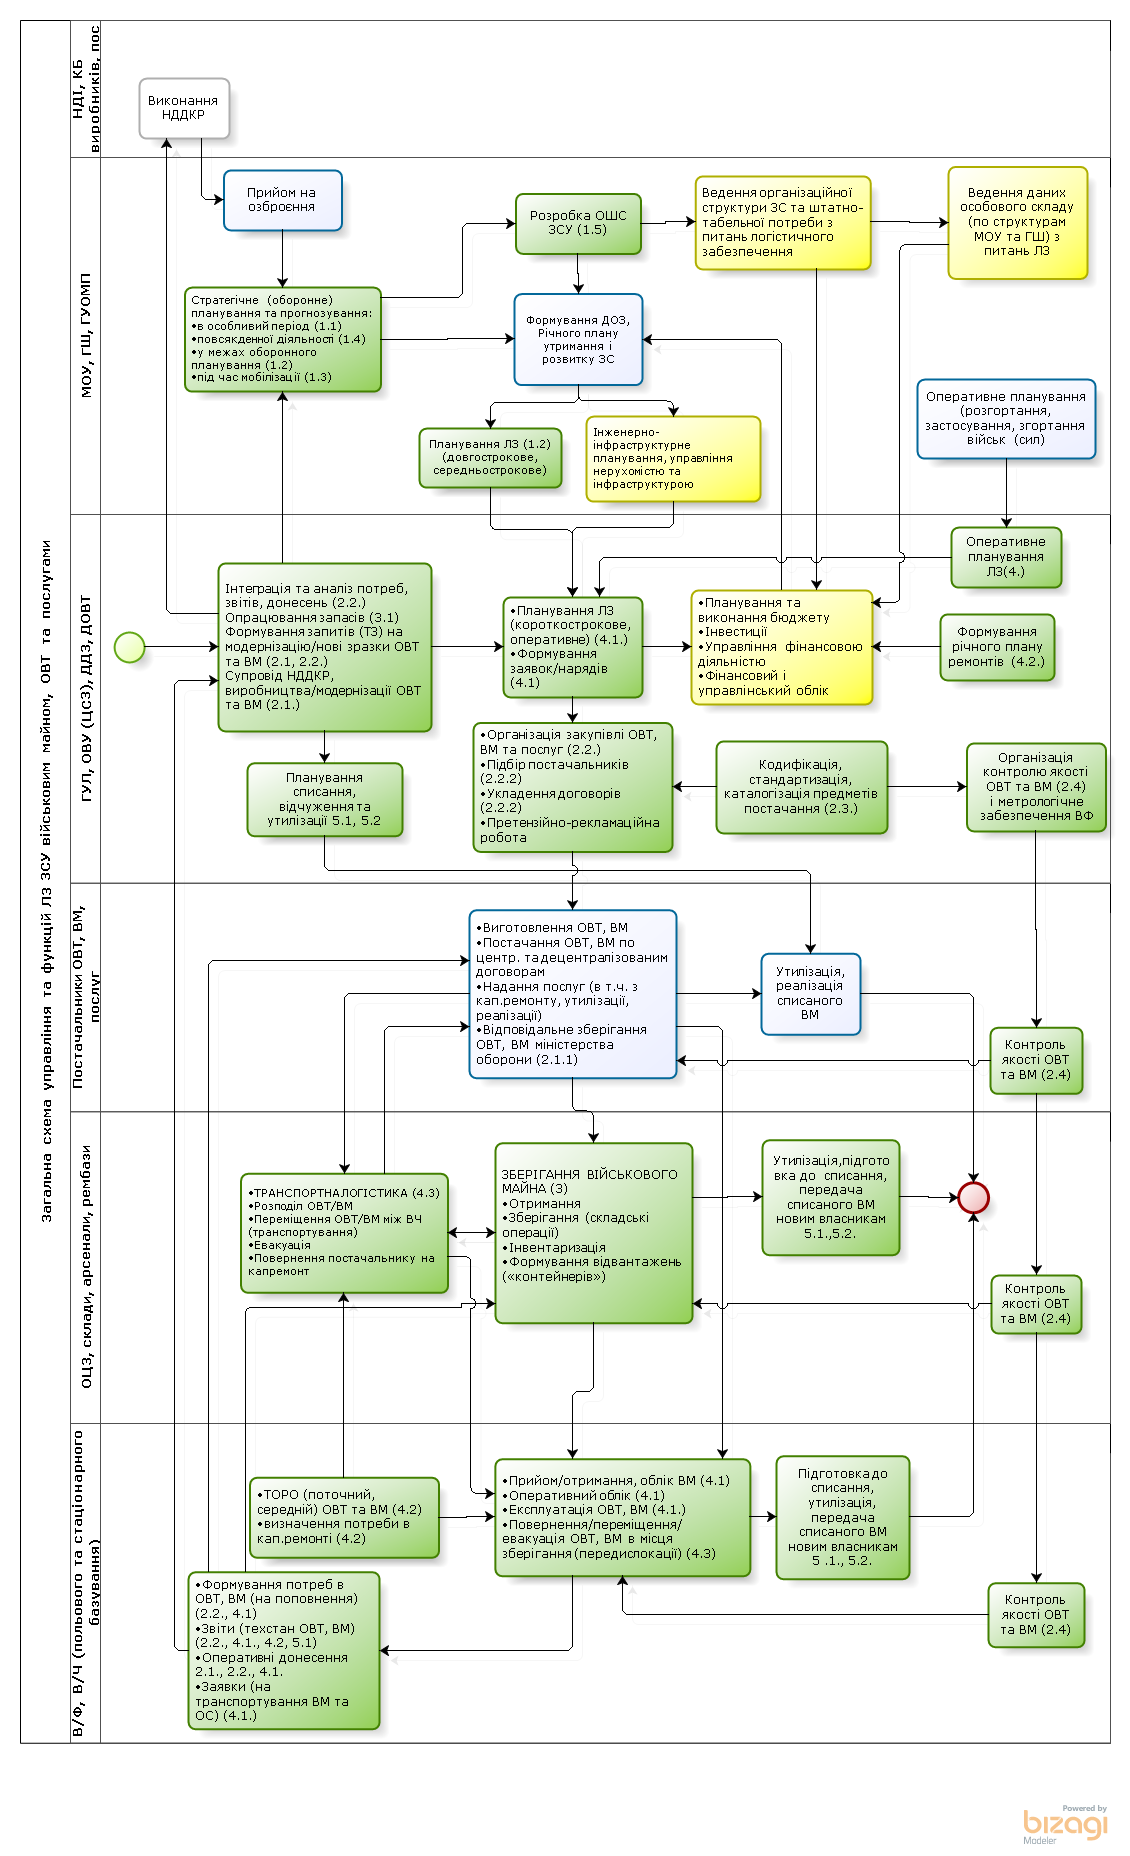 Загальна схема управління та функцій ЛЗ ЗСУ військовим майном, ОВТ та послугами
НДІ, КБ
виробників, пос
Виконання
НДДКР
МОУ, ГШ, ГУОМП
Прийом на
озброєння
Розробка ОШС
ЗСУ (1.5)
Ведення організаційної
структури ЗС та штатно-
табельної потреби з
питань логістичного
забезпечення
Ведення даних
особового складу
(по структурам
МОУ та ГШ) з
питань ЛЗ
Стратегічне (оборонне)
планування та прогнозування:
•в особливий період (1.1)
•повсякденної діяльності (1.4)
•у межах оборонного
планування (1.2)
•під час мобілізації (1.3)
Формування ДОЗ,
Річного плану
утримання і
розвитку ЗС
Оперативне планування
(розгортання,
застосування, згортання
військ (сил)
Планування ЛЗ (1.2)
(довгострокове,
середньострокове)
Інженерно-
інфраструктурне
планування, управління
нерухомістю та
інфраструктурою
ГУЛ, ОВУ (ЦСЗ), ДДЗ, ДОВТ
Оперативне
планування
ЛЗ(4.)
Інтеграція та аналіз потреб,
звітів, донесень (2.2.)
Опрацювання запасів (3.1)
Формування запитів (ТЗ) на
модернізацію/нові зразки ОВТ
та ВМ (2.1, 2.2.)
Супровід НДДКР,
виробництва/модернізації ОВТ
та ВМ (2.1.)
•Планування ЛЗ
(короткострокове,
оперативне) (4.1.)
•Формування
заявок/нарядів
(4.1)
•Планування та
виконання бюджету
•Інвестиції
•Управління фінансовою
діяльністю
•Фінансовий і
управлінський облік
Формування
річного плану
ремонтів (4.2.)
Планування
списання,
відчуження та
утилізації 5.1, 5.2
•Організація закупівлі ОВТ,
ВМ та послуг (2.2.)
•Підбір постачальників
(2.2.2)
•Укладення договорів
(2.2.2)
•Претензійно-рекламаційна
робота
Кодифікація,
стандартизація,
каталогізація предметів
постачання (2.3.)
Організація
контролю якості
ОВТ та ВМ (2.4)
і метрологічне
забезпечення ВФ
Постачальники ОВТ, ВМ,
послуг
•Виготовлення ОВТ, ВМ
•Постачання ОВТ, ВМ по
центр. та децентралізованим
договорам
•Надання послуг (в т.ч. з
кап.ремонту, утилізації,
реалізації)
•Відповідальне зберігання
ОВТ, ВМ міністерства
оборони (2.1.1)
Утилізація,
реалізація
списаного
ВМ
Контроль
якості ОВТ
та ВМ (2.4)
ОЦЗ, склади, арсенали, рембази
•ТРАНСПОРТНА ЛОГІСТИКА (4.3)
•Розподіл ОВТ/ВМ
•Переміщення ОВТ/ВМ між ВЧ
(транспортування)
•Евакуація
•Повернення постачальнику на
капремонт
ЗБЕРІГАННЯ ВІЙСЬКОВОГО
МАЙНА (3)
•Отримання
•Зберігання (складські
операції)
•Інвентаризація
•Формування відвантажень
(«контейнерів»)
Утилізація,підгото
вка до списання,
передача
списаного ВМ
новим власникам
5.1.,5.2.
Контроль
якості ОВТ
та ВМ (2.4)
В/Ф, В/Ч (польового та стаціонарного
базування)
•ТОРО (поточний,
середній) ОВТ та ВМ (4.2)
•визначення потреби в
кап.ремонті (4.2)
•Прийом/отримання, облік ВМ (4.1)
•Оперативний облік (4.1)
•Експлуатація ОВТ, ВМ (4.1.)
•Повернення/переміщення/
евакуація ОВТ, ВМ в місця
зберігання (передислокації) (4.3)
Підготовка до
списання,
утилізація,
передача
списаного ВМ
новим власникам
5 .1., 5.2.
•Формування потреб в
ОВТ, ВМ (на поповнення)
(2.2., 4.1)
•Звіти (техстан ОВТ, ВМ)
(2.2., 4.1., 4.2, 5.1)
•Оперативні донесення
2.1., 2.2., 4.1.
•Заявки (на
транспортування ВМ та
ОС) (4.1.)
Контроль
якості ОВТ
та ВМ (2.4)
Powered by
bizagi
Modeler